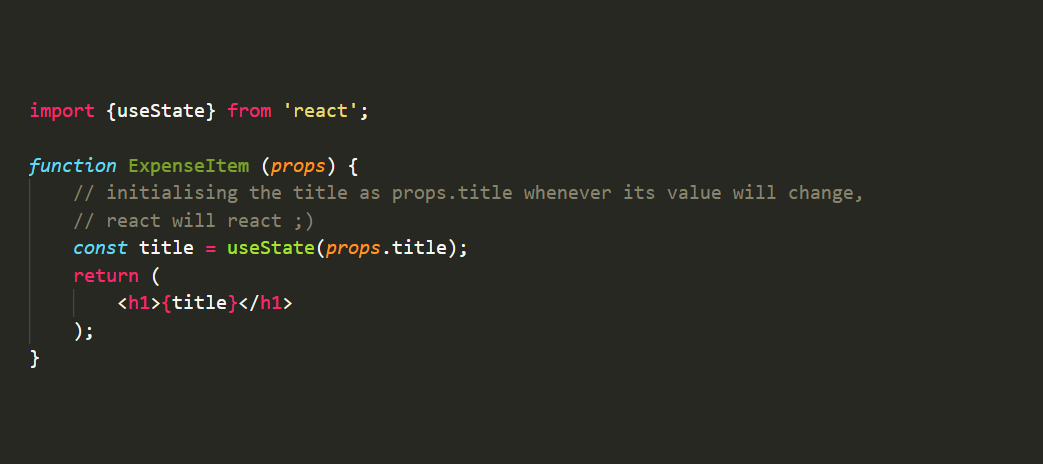 import {useState} from 'react';
function ExpenseItem (props) {
// initialising the title as props.title whenever its value will change,
// react will react ;)
const title = useState(props.title);
return (
<h1>{title}</h1>
);
}